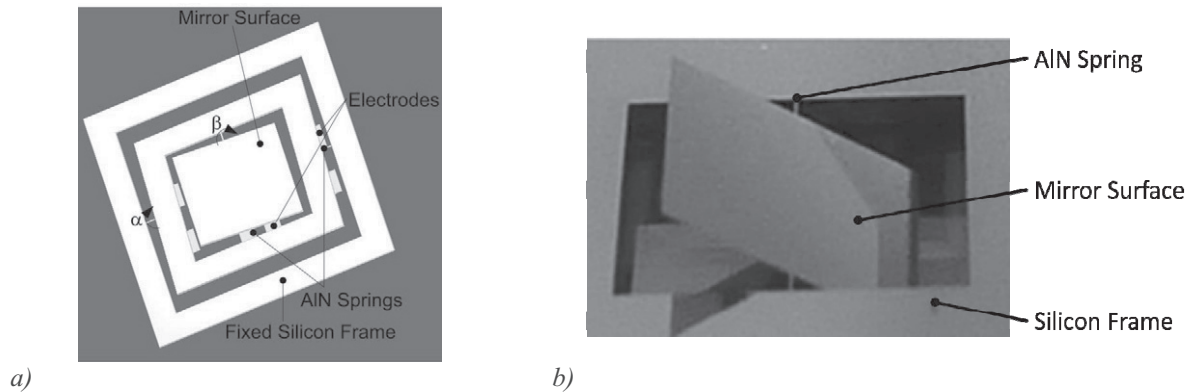 Mirror Surface
Electrodes
β
α
AlN Springs
Fixed Silicon Frame
a)
AlN Spring
Mirror Surface
Silicon Frame
b)